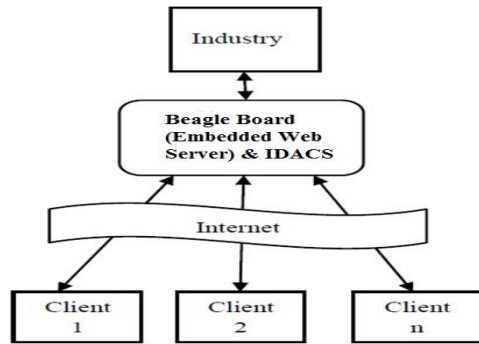 Industry
Beagle Board
(Embedded Web
Server) & IDACS
Internet
Client
1
Client
2
Client
n